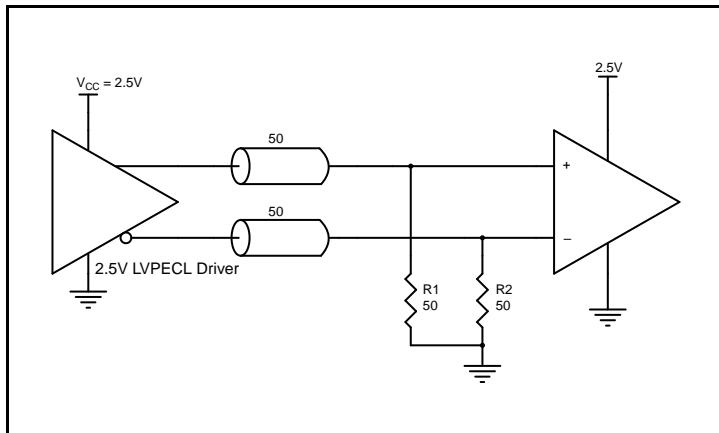 V_CC = 2.5V
2.5V
50
+
50
–
2.5V LVPECL Driver
R1
50
R2
50